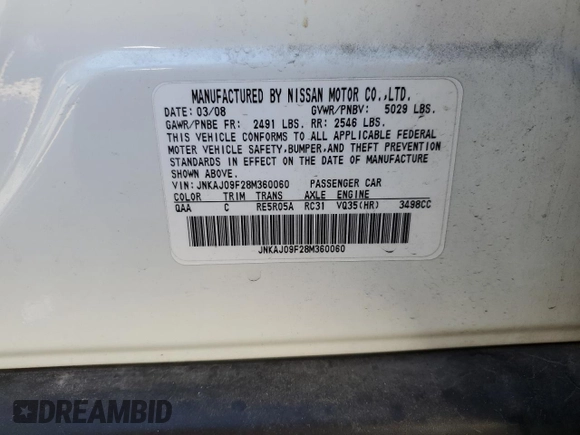 MANUFACTURED BY NISSAN MOTOR CO.,LTD.
DATE: 03/08 GVWR/PNBV: 5029 LBS.
GAWR/PNBE FR: 2491 LBS. RR: 2546 LBS.
THIS VEHICLE CONFORMS TO ALL APPLICABLE FEDERAL
MOTOR VEHICLE SAFETY,BUMPER,AND THEFT PREVENTION
STANDARDS IN EFFECT ON THE DATE OF MANUFACTURE
SHOWN ABOVE.
VIN: JNKAJ09F28M360060 PASSENGER CAR
COLOR TRIM TRANS AXLE ENGINE
QAA C RE5R05A RC31 VQ35(HR) 3498CC
JNKAJ09F28M360060
DREAMBID